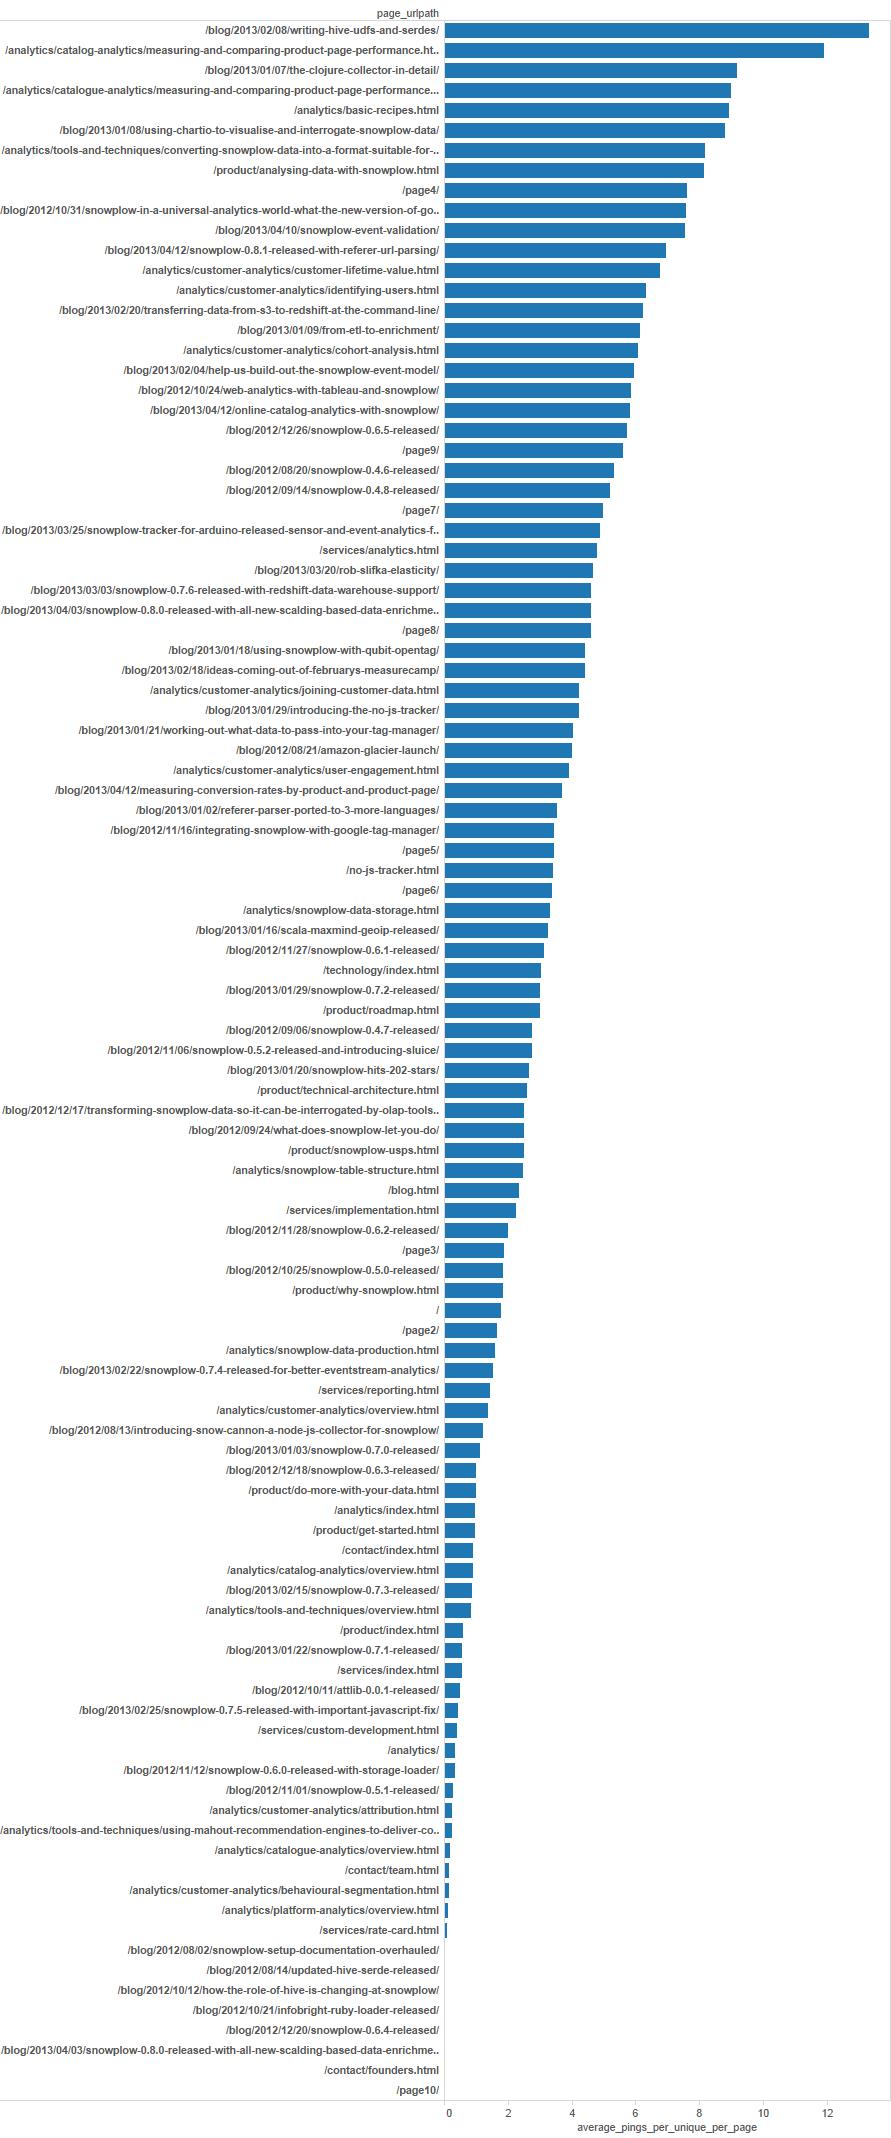 page_urlpath
/blog/2013/02/08/writing-hive-udfs-and-serdes/
/analytics/catalog-analytics/measuring-and-comparing-product-page-performance.ht..
/blog/2013/01/07/the-clojure-collector-in-detail/
/analytics/catalogue-analytics/measuring-and-comparing-product-page-performance...
/analytics/basic-recipes.html
/blog/2013/01/08/using-chartio-to-visualise-and-interrogate-snowplow-data/
/analytics/tools-and-techniques/converting-snowplow-data-into-a-format-suitable-for-..
/product/analysing-data-with-snowplow.html
/page4/
/blog/2012/10/31/snowplow-in-a-universal-analytics-world-what-the-new-version-of-go..
/blog/2013/04/10/snowplow-event-validation/
/blog/2013/04/12/snowplow-0.8.1-released-with-referer-url-parsing/
/analytics/customer-analytics/customer-lifetime-value.html
/analytics/customer-analytics/identifying-users.html
/blog/2013/02/20/transferring-data-from-s3-to-redshift-at-the-command-line/
/blog/2013/01/09/from-etl-to-enrichment/
/analytics/customer-analytics/cohort-analysis.html
/blog/2013/02/04/help-us-build-out-the-snowplow-event-model/
/blog/2012/10/24/web-analytics-with-tableau-and-snowplow/
/blog/2013/04/12/online-catalog-analytics-with-snowplow/
/blog/2012/12/26/snowplow-0.6.5-released/
/page9/
/blog/2012/08/20/snowplow-0.4.6-released/
/blog/2012/09/14/snowplow-0.4.8-released/
/page7/
/blog/2013/03/25/snowplow-tracker-for-arduino-released-sensor-and-event-analytics-f..
/services/analytics.html
/blog/2013/03/20/rob-slifka-elasticity/
/blog/2013/03/03/snowplow-0.7.6-released-with-redshift-data-warehouse-support/
/blog/2013/04/03/snowplow-0.8.0-released-with-all-new-scalding-based-data-enrichme..
/page8/
/blog/2013/01/18/using-snowplow-with-qubit-opentag/
/blog/2013/02/18/ideas-coming-out-of-februarys-measurecamp/
/analytics/customer-analytics/joining-customer-data.html
/blog/2013/01/29/introducing-the-no-js-tracker/
/blog/2013/01/21/working-out-what-data-to-pass-into-your-tag-manager/
/blog/2012/08/21/amazon-glacier-launch/
/analytics/customer-analytics/user-engagement.html
/blog/2013/04/12/measuring-conversion-rates-by-product-and-product-page/
/blog/2013/01/02/referer-parser-ported-to-3-more-languages/
/blog/2012/11/16/integrating-snowplow-with-google-tag-manager/
/page5/
/no-js-tracker.html
/page6/
/analytics/snowplow-data-storage.html
/blog/2013/01/16/scala-maxmind-geoip-released/
/blog/2012/11/27/snowplow-0.6.1-released/
/technology/index.html
/blog/2013/01/29/snowplow-0.7.2-released/
/product/roadmap.html
/blog/2012/09/06/snowplow-0.4.7-released/
/blog/2012/11/06/snowplow-0.5.2-released-and-introducing-sluice/
/blog/2013/01/20/snowplow-hits-202-stars/
/product/technical-architecture.html
/blog/2012/12/17/transforming-snowplow-data-so-it-can-be-interrogated-by-olap-tools..
/blog/2012/09/24/what-does-snowplow-let-you-do/
/product/snowplow-usps.html
/analytics/snowplow-table-structure.html
/blog.html
/services/implementation.html
/blog/2012/11/28/snowplow-0.6.2-released/
/page3/
/blog/2012/10/25/snowplow-0.5.0-released/
/product/why-snowplow.html
/
/page2/
/analytics/snowplow-data-production.html
/blog/2013/02/22/snowplow-0.7.4-released-for-better-eventstream-analytics/
/services/reporting.html
/analytics/customer-analytics/overview.html
/blog/2012/08/13/introducing-snow-cannon-a-node-js-collector-for-snowplow/
/blog/2013/01/03/snowplow-0.7.0-released/
/blog/2012/12/18/snowplow-0.6.3-released/
/product/do-more-with-your-data.html
/analytics/index.html
/product/get-started.html
/contact/index.html
/analytics/catalog-analytics/overview.html
/blog/2013/02/15/snowplow-0.7.3-released/
/analytics/tools-and-techniques/overview.html
/product/index.html
/blog/2013/01/22/snowplow-0.7.1-released/
/services/index.html
/blog/2012/10/11/attlib-0.0.1-released/
/blog/2013/02/25/snowplow-0.7.5-released-with-important-javascript-fix/
/services/custom-development.html
/analytics/
/blog/2012/11/12/snowplow-0.6.0-released-with-storage-loader/
/blog/2012/11/01/snowplow-0.5.1-released/
/analytics/customer-analytics/attribution.html
/analytics/tools-and-techniques/using-mahout-recommendation-engines-to-deliver-co..
/analytics/catalogue-analytics/overview.html
/contact/team.html
/analytics/customer-analytics/behavioural-segmentation.html
/analytics/platform-analytics/overview.html
/services/rate-card.html
/blog/2012/08/02/snowplow-setup-documentation-overhauled/
/blog/2012/08/14/updated-hive-serde-released/
/blog/2012/10/12/how-the-role-of-hive-is-changing-at-snowplow/
/blog/2012/10/21/infobright-ruby-loader-released/
/blog/2012/12/20/snowplow-0.6.4-released/
/blog/2013/04/03/snowplow-0.8.0-released-with-all-new-scalding-based-data-enrichme..
/contact/founders.html
/page10/
0 2 4 6 8 10 12
average_pings_per_unique_per_page